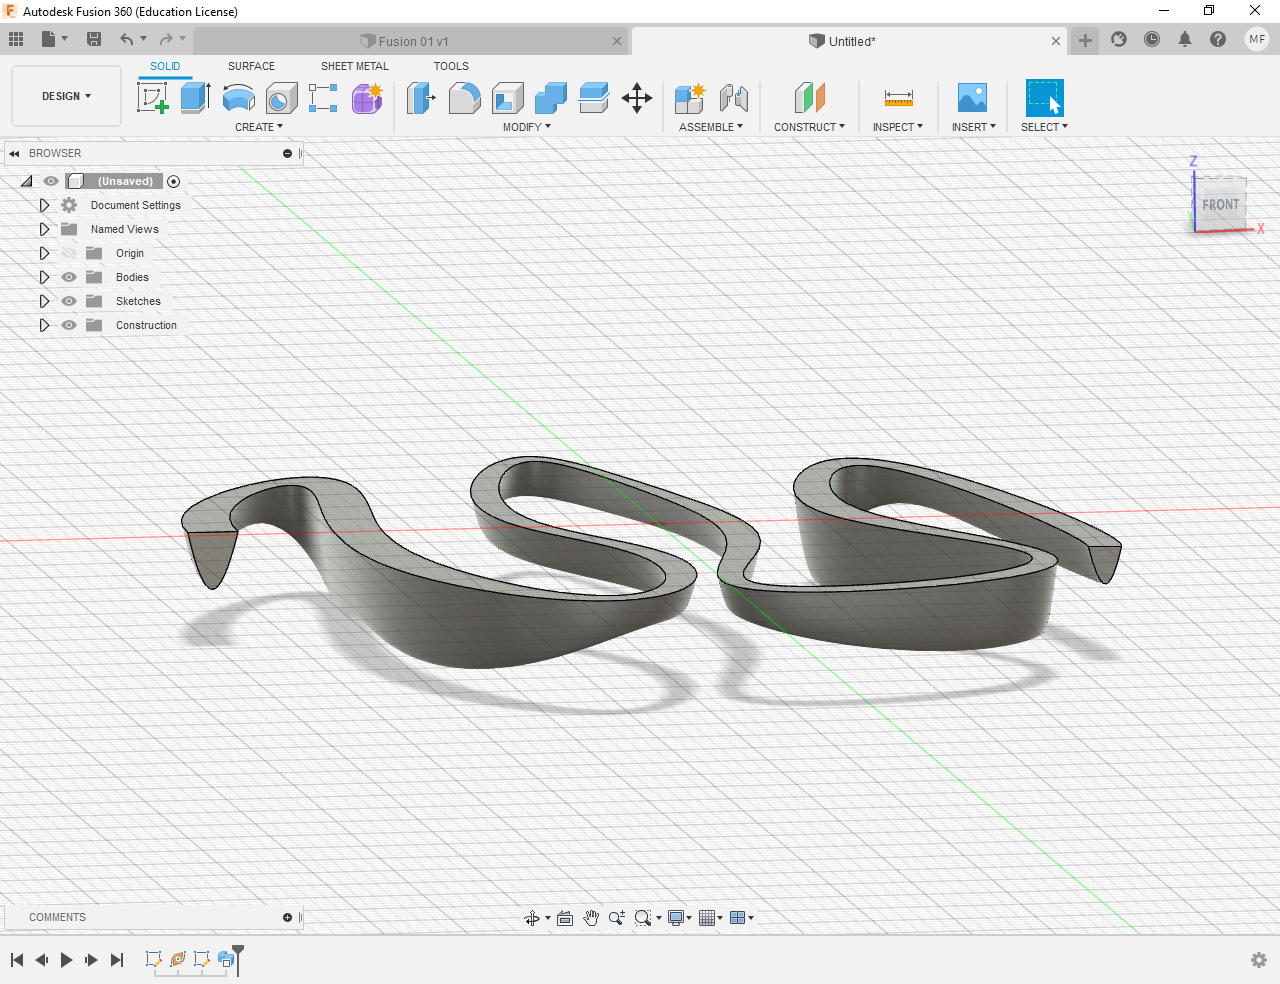 Autodesk Fusion 360 (Education License)
Fusion 01 v1
Untitled*
MF
DESIGN
SOLID SURFACE SHEET METAL TOOLS
CREATE MODIFY ASSEMBLE CONSTRUCT INSPECT INSERT SELECT
BROWSER
(Unsaved)
Document Settings
Named Views
Origin
Bodies
Sketches
Construction
Z
FRONT
Y
X
COMMENTS